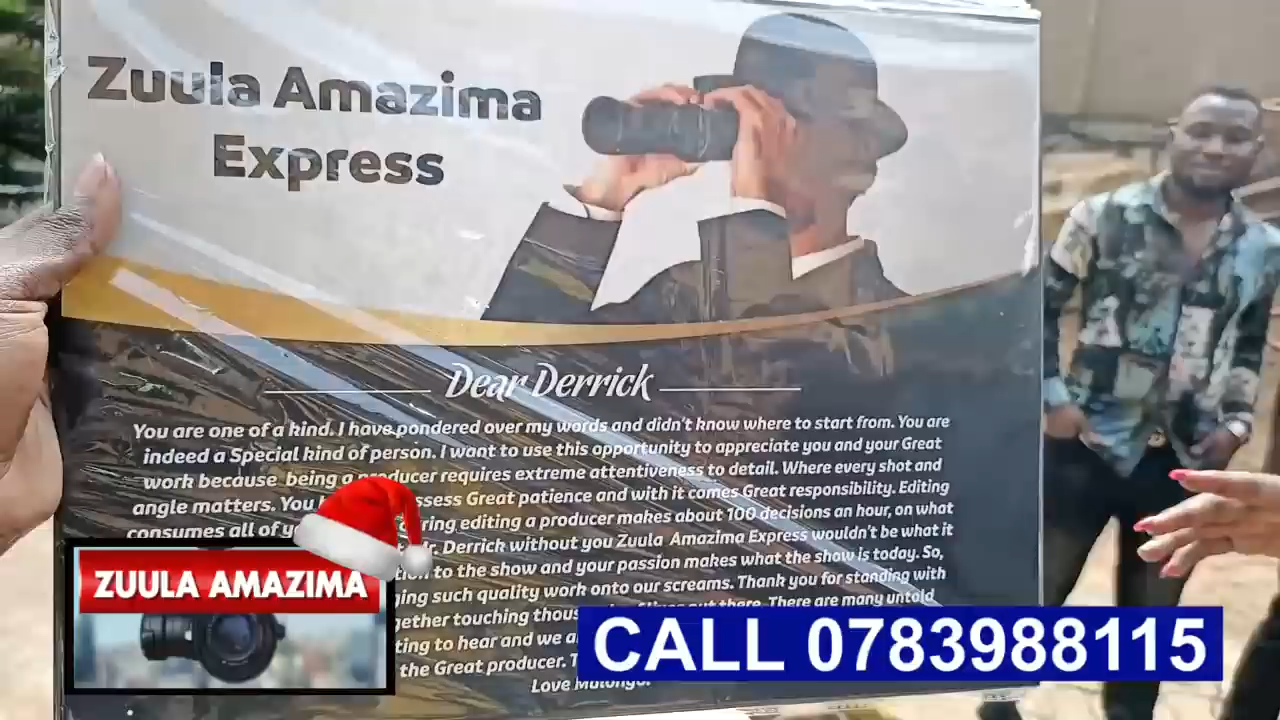 Zuula Amazima
Express
Dear Derrick
You are one of a kind. I have pondered over my words and didn't know where to start from. You are
indeed a Special kind of person. I want to use this opportunity to appreciate you and your Great
work because being a producer requires extreme attentiveness to detail. Where every shot and
angle matters. You ssess Great patience and with it comes Great responsibility. Editing
consumes all of ring editing a producer makes about 100 decisions an hour, on what
Derrick without you Zuula Amazima Express wouldn't be what it
to the show and your passion makes what the show is today. So,
ging such quality work onto our screams. Thank you for standing with
gether touching out there. There are many untold
ting to hear and we
the Great producer.
Love
ZUULA AMAZIMA
CALL 0783988115